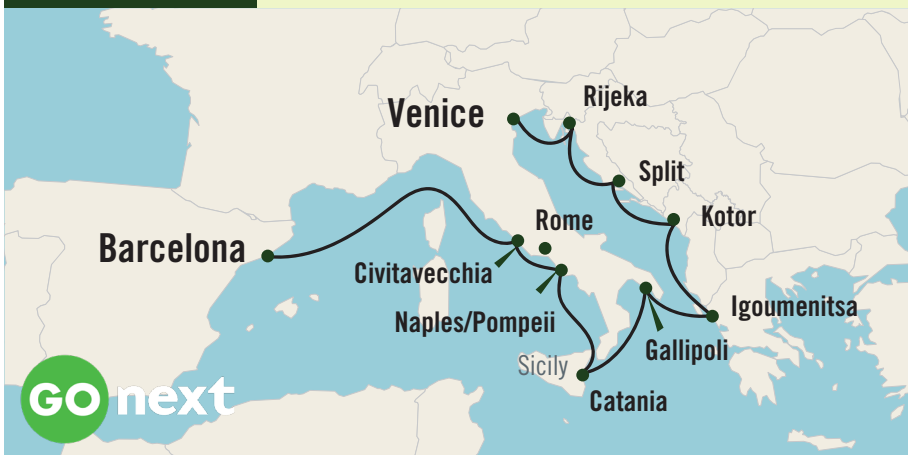 Venice
Rijeka
Split
Kotor
Rome
Barcelona
Civitavecchia
Naples/Pompeii
Igoumenitsa
Gallipoli
Sicily
Catania
GO next